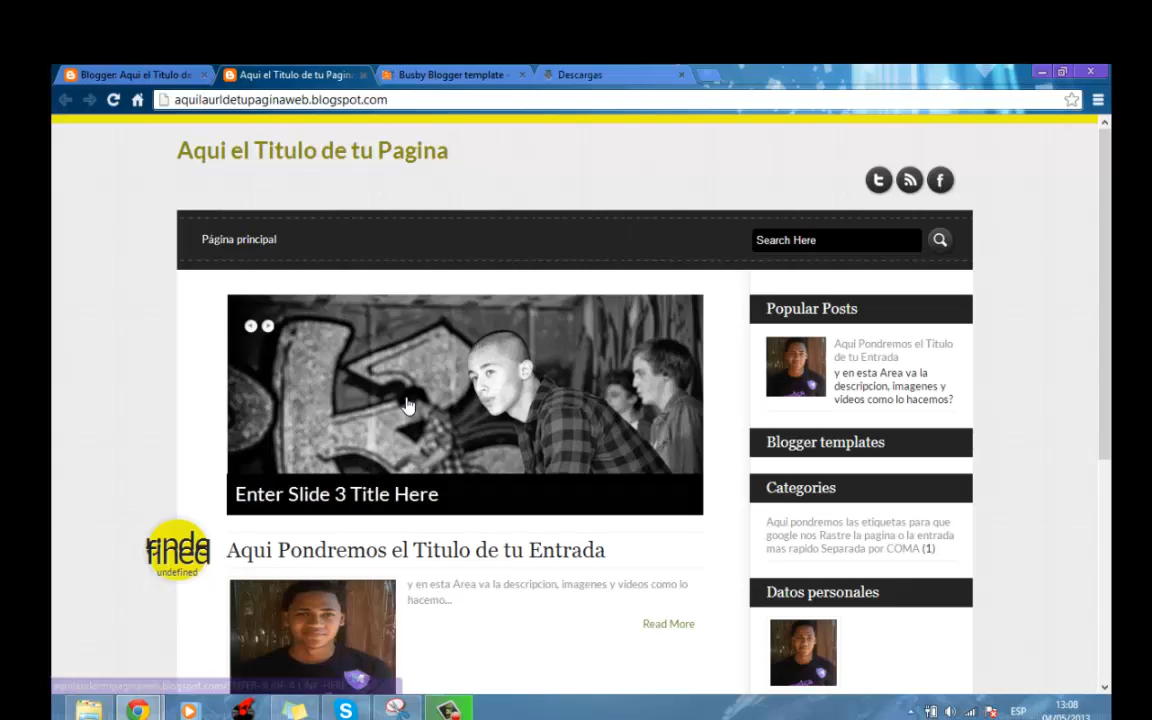 Blogger: Aqui el Titulo de
Aqui el Titulo de tu Pagina
Busby Blogger template -
Descargas
aquilaurldetupaginaweb.blogspot.com
Aqui el Titulo de tu Pagina
Página principal
Search Here
Enter Slide 3 Title Here
undefined
Aqui Pondremos el Titulo de tu Entrada
y en esta Area va la descripcion, imagenes y videos como lo
hacemo...
Read More
Popular Posts
Aqui Pondremos el Titulo
de tu Entrada
y en esta Area va la
descripcion, imagenes y
videos como lo hacemos?
Blogger templates
Categories
Aqui pondremos las etiquetas para que
google nos Rastre la pagina o la entrada
mas rapido Separada por COMA (1)
Datos personales
ESP
13:08
04/05/2013